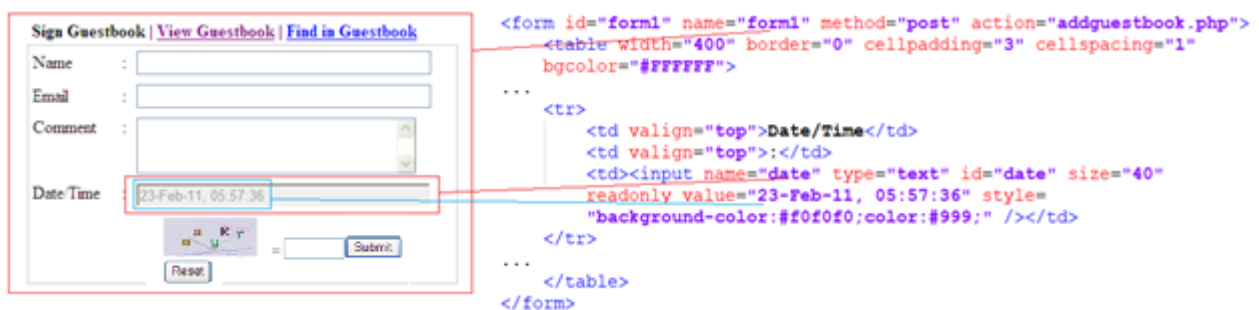 Sign Guestbook | View Guestbook | Find in Guestbook
Name :
Email :
Comment :
Date/Time : 23-Feb-11, 05:57:36
= Submit
Reset
<form id="form1" name="form1" method="post" action="addguestbook.php">
<table width="400" border="0" cellpadding="3" cellspacing="1"
bgcolor="#FFFFFF">
...
<tr>
<td valign="top">Date/Time</td>
<td valign="top">:</td>
<td><input name="date" type="text" id="date" size="40"
readonly value="23-Feb-11, 05:57:36" style=
"background-color:#f0f0f0;color:#999;" /></td>
</tr>
...
</table>
</form>